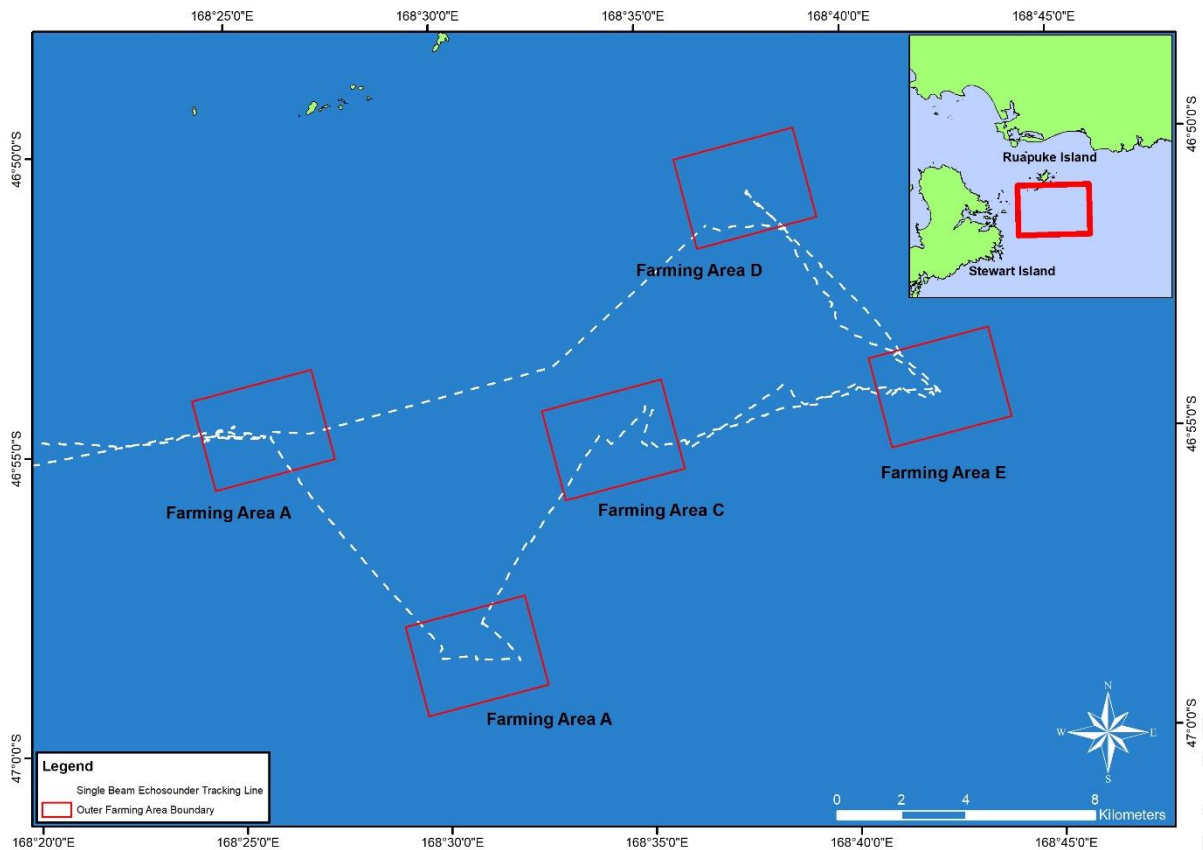 168°25'0"E 168°30'0"E 168°35'0"E 168°40'0"E 168°45'0"E
46°50'0"S
46°50'0"S
Ruapuke Island
Stewart Island
Farming Area D
46°55'0"S
46°55'0"S
Farming Area E
Farming Area A
Farming Area C
Farming Area A
47°0'0"S
47°0'0"S
N
W E
S
Legend
Single Beam Echosounder Tracking Line
Outer Farming Area Boundary
0 2 4 8
Kilometers
168°20'0"E 168°25'0"E 168°30'0"E 168°35'0"E 168°40'0"E 168°45'0"E